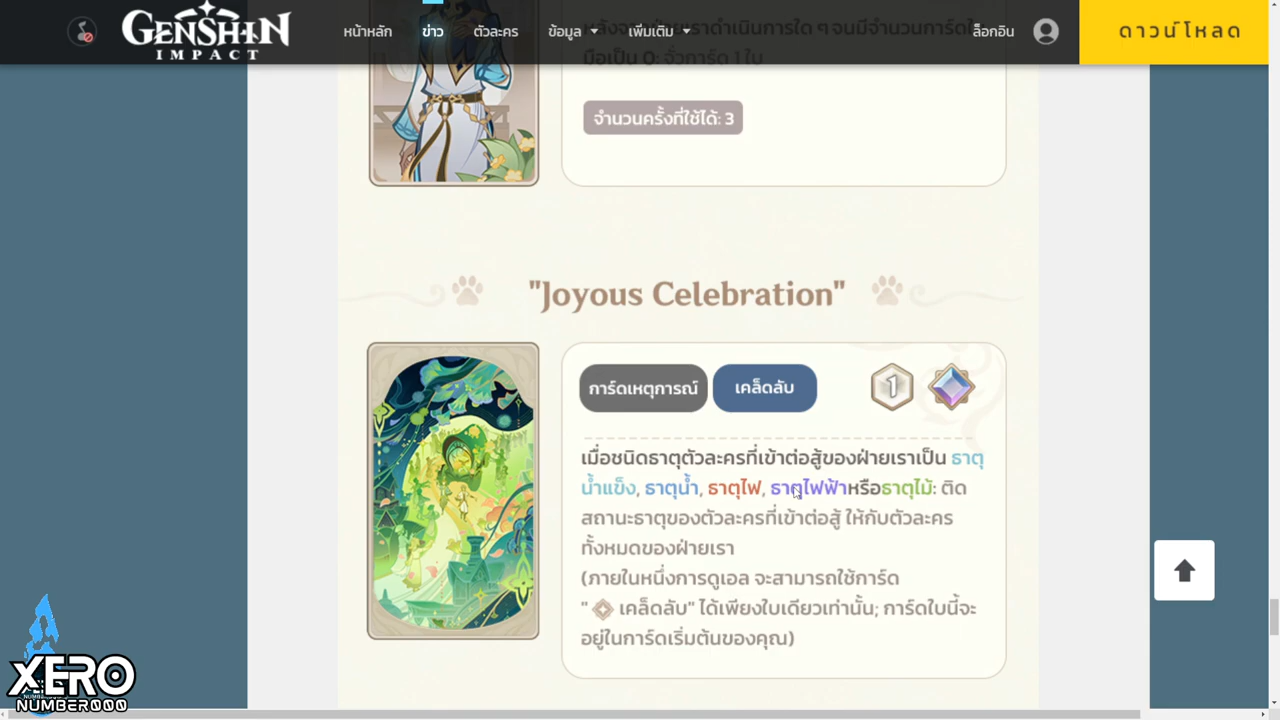 GENSHIN
IMPACT
หน้าหลัก ข่าว ตัวละคร ข้อมูล เพิ่มเติม ล็อกอิน ดาวน์โหลด
มือเป็น 0: จั่วการ์ด 1 ใบ
จำนวนครั้งที่ใช้ได้: 3
"Joyous Celebration"
การ์ดเหตุการณ์ เคล็ดลับ 1
เมื่อชนิดธาตุตัวละครที่เข้าต่อสู้ของฝ่ายเราเป็น ธาตุ
น้ำแข็ง, ธาตุน้ำ, ธาตุไฟ, ธาตุไฟฟ้าหรือธาตุไม้: ติด
สถานะธาตุของตัวละครที่เข้าต่อสู้ ให้กับตัวละคร
ทั้งหมดของฝ่ายเรา
(ภายในหนึ่งการดูเอล จะสามารถใช้การ์ด
" เคล็ดลับ" ได้เพียงใบเดียวเท่านั้น; การ์ดใบนี้จะ
อยู่ในการ์ดเริ่มต้นของคุณ)
XERO
NUMBER000